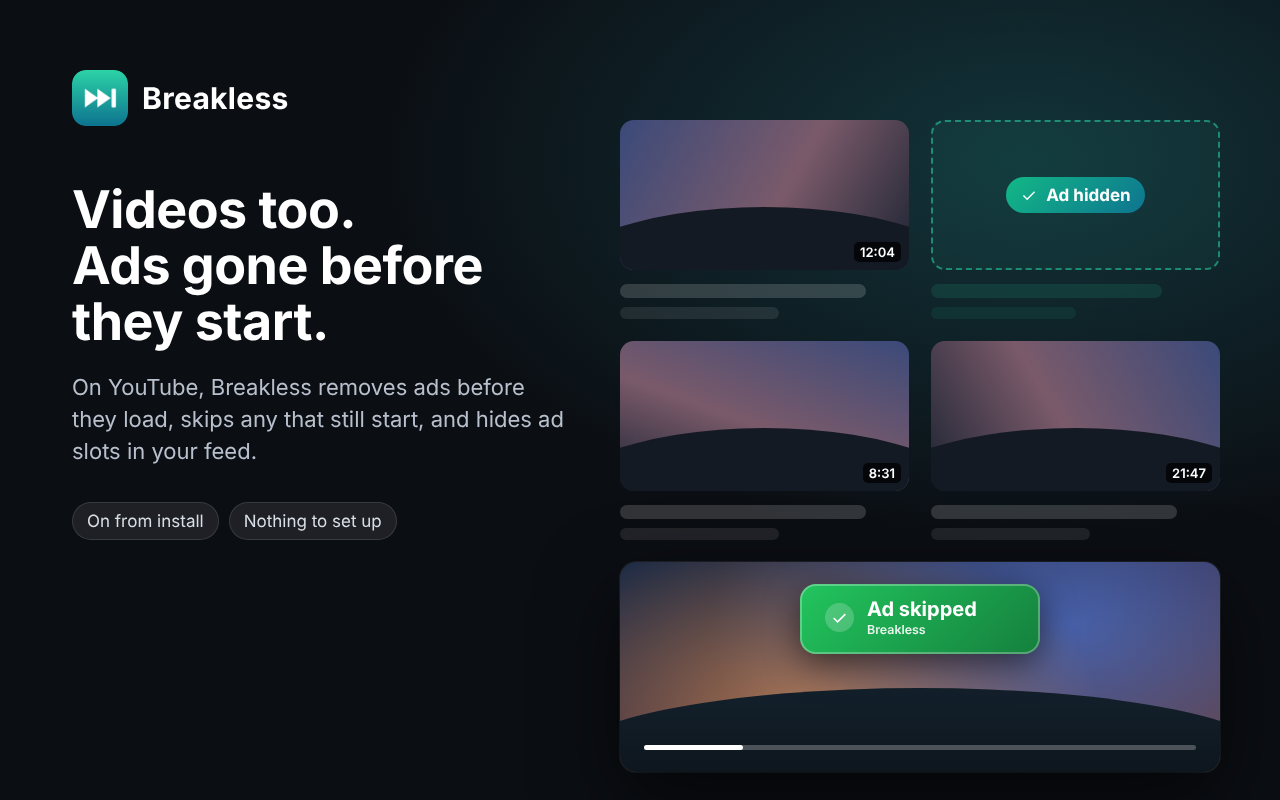 Breakless
Videos too.
Ads gone before
they start.
On YouTube, Breakless removes ads before
they load, skips any that still start, and hides ad
slots in your feed.
On from install
Nothing to set up
12:04
Ad hidden
8:31
21:47
Ad skipped
Breakless